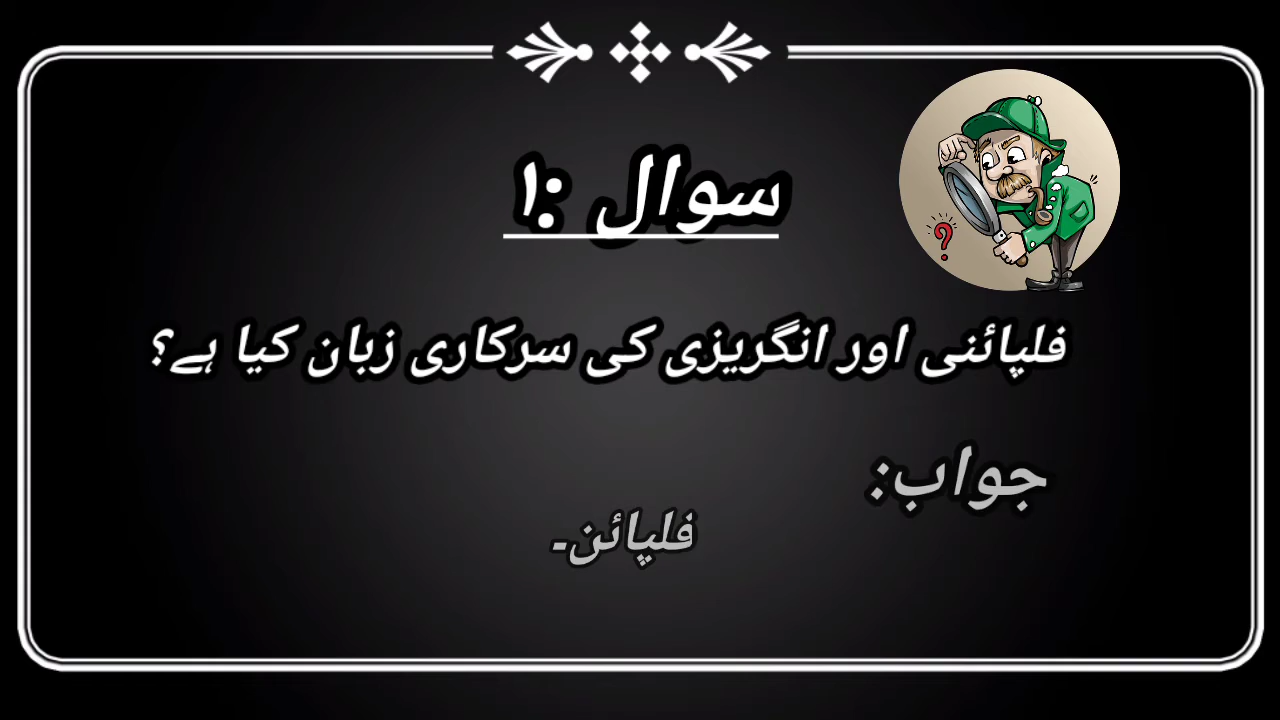 سوال :۱
فلپائنی اور انگریزی کی سرکاری زبان کیا ہے؟
جواب:
فلپائن۔